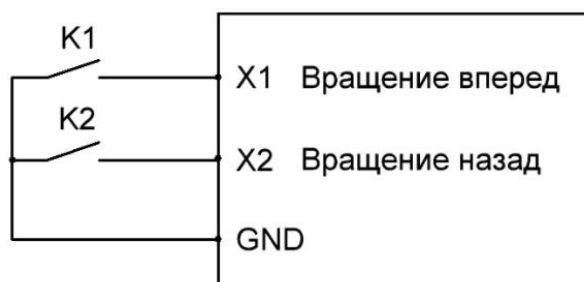 K1
X1 Вращение вперед
K2
X2 Вращение назад
GND